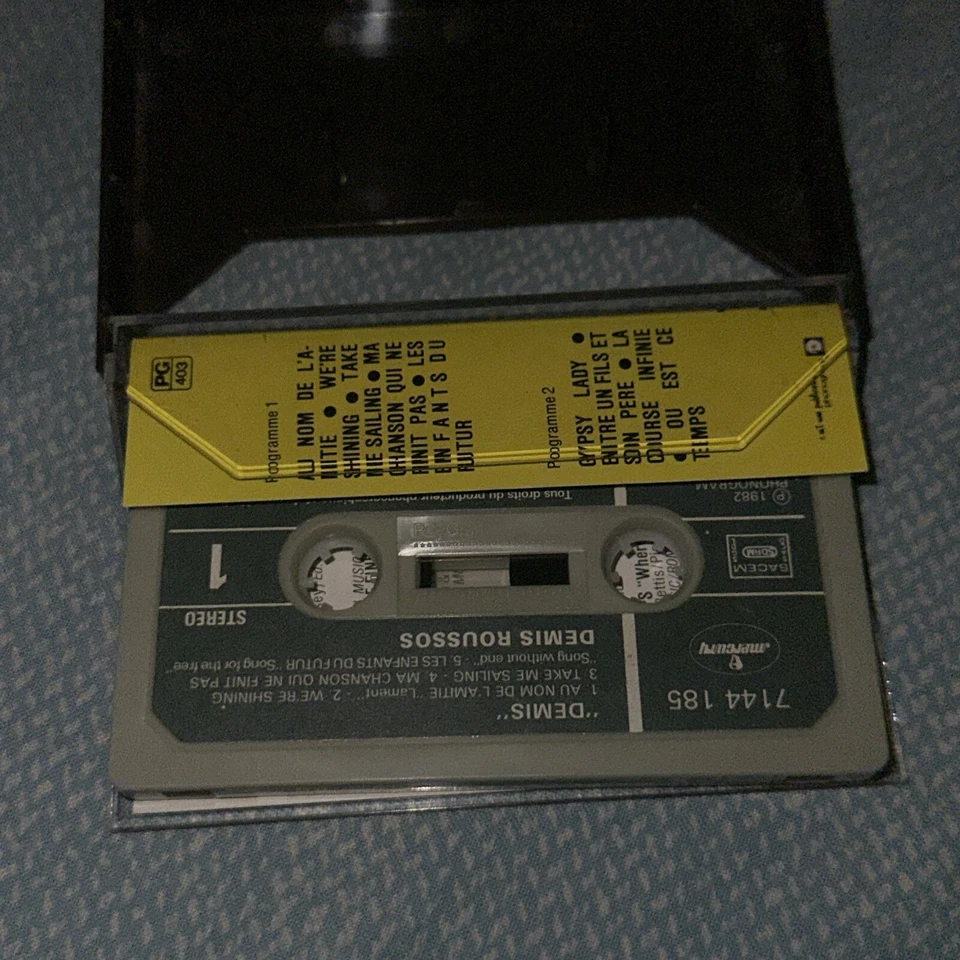 PG
403
Programme 1
AU NOM DE L'A-
MITIE ● WE'RE
SHINING ● TAKE
ME SAILING ● MA
CHANSON QUI NE
FINIT PAS ● LES
ENFANTS DU
FUTUR
Programme 2
GYPSY LADY ●
ENTRE UN FILS ET
SON PERE ● LA
COURSE INFINIE
● OU EST CE
TEMPS
"DEMIS"
1 AU NOM DE L'AMITIE "Lament" - 2. WE'RE SHINING
3 TAKE ME SAILING - 4. MA CHANSON QUI NE FINIT PAS
"Song without end" - 5. LES ENFANTS DU FUTUR "Song for the free"
DEMIS ROUSSOS
7144 185
mercury
SACEM
STEREO
1
℗ 1982
PHONOGRAM
Tous droits du producteur
MUSIC
S "When